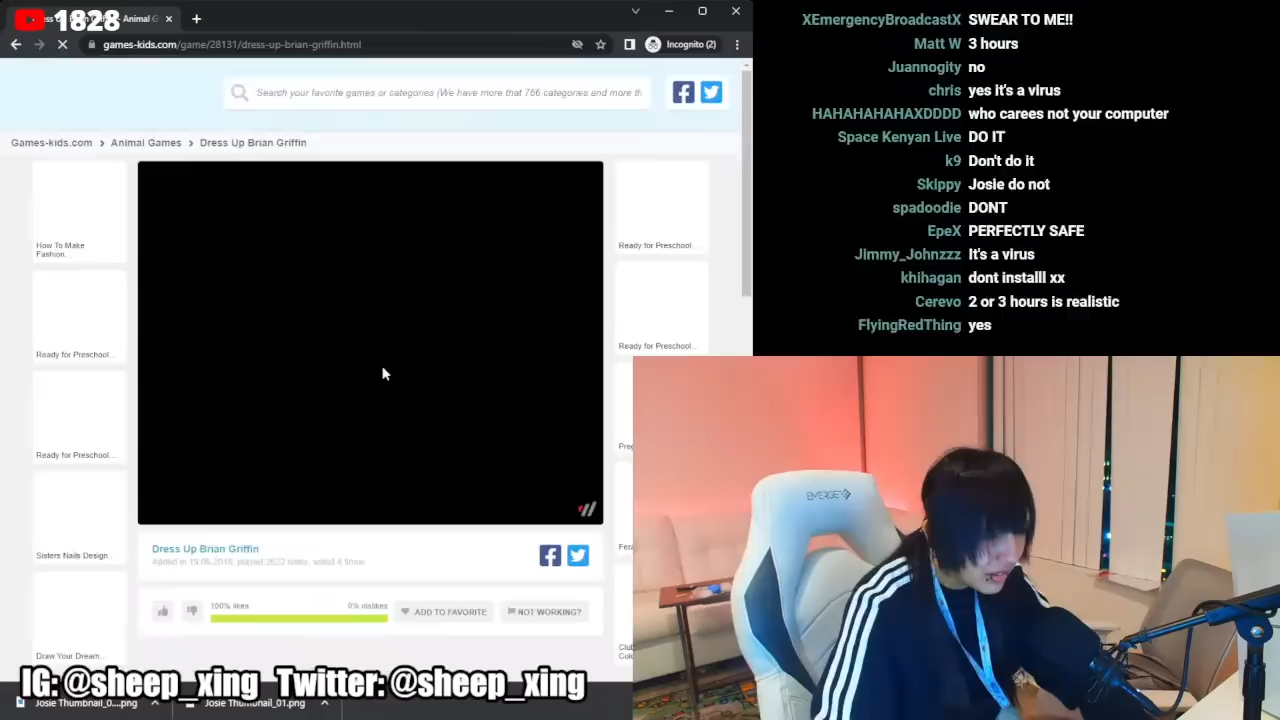 1828
- Animal G
games-kids.com/game/28131/dress-up-brian-griffin.html
Incognito (2)
Search your favorite games or categories (We have more that 766 categories and more th
Games-kids.com > Animal Games > Dress Up Brian Griffin
How To Make
Fashion...
Ready for Preschool...
Ready for Preschool...
Sisters Nails Design...
Draw Your Dream...
Ready for Preschool...
Ready for Preschool...
Dress Up Brian Griffin
100% likes
0% dislikes
ADD TO FAVORITE
NOT WORKING?
IG: @sheep_xing Twitter: @sheep_xing
Josie Thumbnail_0....png
Josie Thumbnail_01.png
XEmergencyBroadcastX SWEAR TO ME!!
Matt W 3 hours
Juannogity no
chris yes it's a virus
HAHAHAHAHAXDDDD who carees not your computer
Space Kenyan Live DO IT
k9 Don't do it
Skippy Josie do not
spadoodie DONT
EpeX PERFECTLY SAFE
Jimmy_Johnzzz It's a virus
khihagan dont installl xx
Cerevo 2 or 3 hours is realistic
FlyingRedThing yes